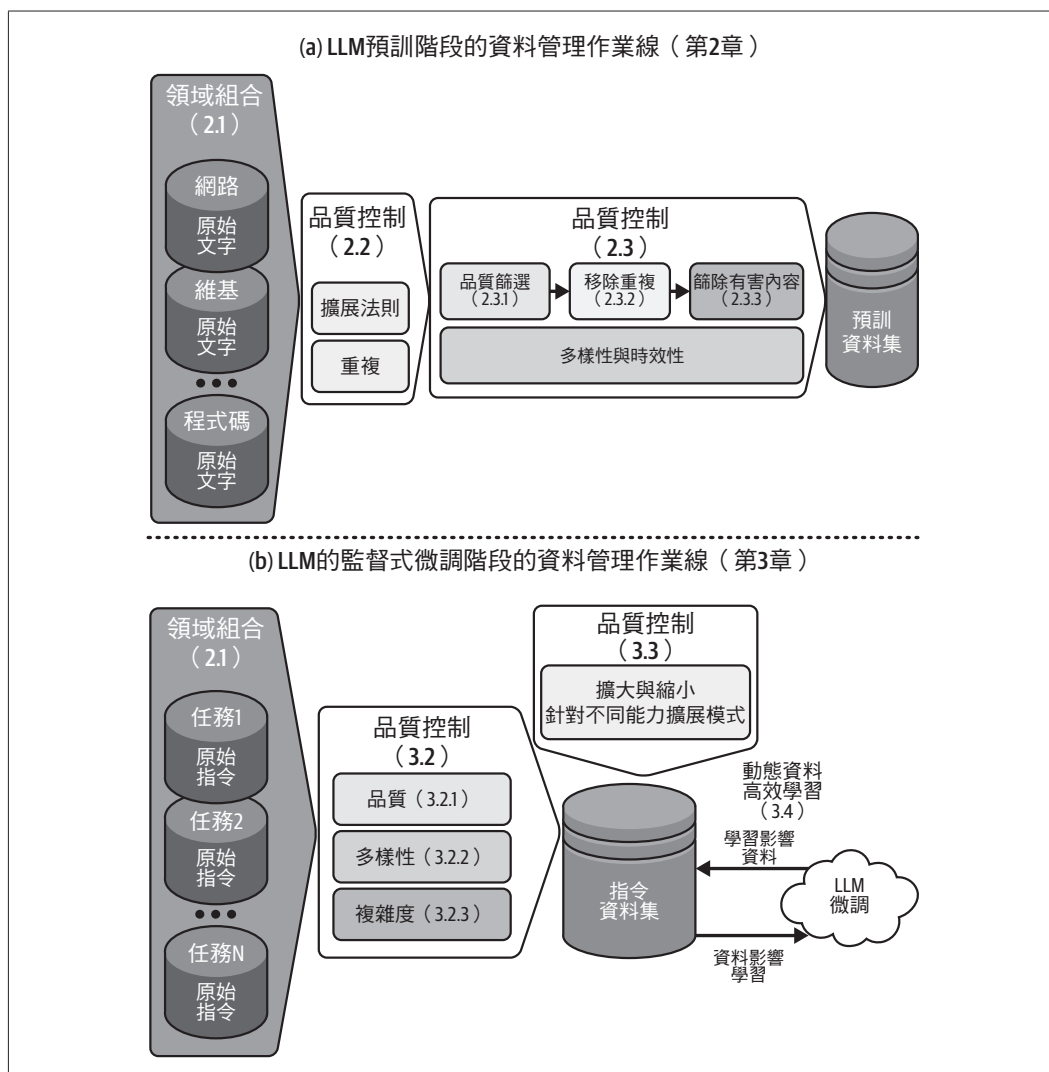 (a) LLM預訓階段的資料管理作業線（第2章）
領域組合
（2.1）
網路
原始
文字
維基
原始
文字
•••
程式碼
原始
文字
品質控制
（2.2）
擴展法則
重複
品質控制
（2.3）
品質篩選
（2.3.1）
移除重複
（2.3.2）
篩除有害內容
（2.3.3）
多樣性與時效性
預訓
資料集
(b) LLM的監督式微調階段的資料管理作業線（第3章）
領域組合
（2.1）
任務1
原始
指令
任務2
原始
指令
•••
任務N
原始
指令
品質控制
（3.2）
品質（3.2.1）
多樣性（3.2.2）
複雜度（3.2.3）
品質控制
（3.3）
擴大與縮小
針對不同能力擴展模式
指令
資料集
動態資料
高效學習
（3.4）
學習影響
資料
LLM
微調
資料影響
學習